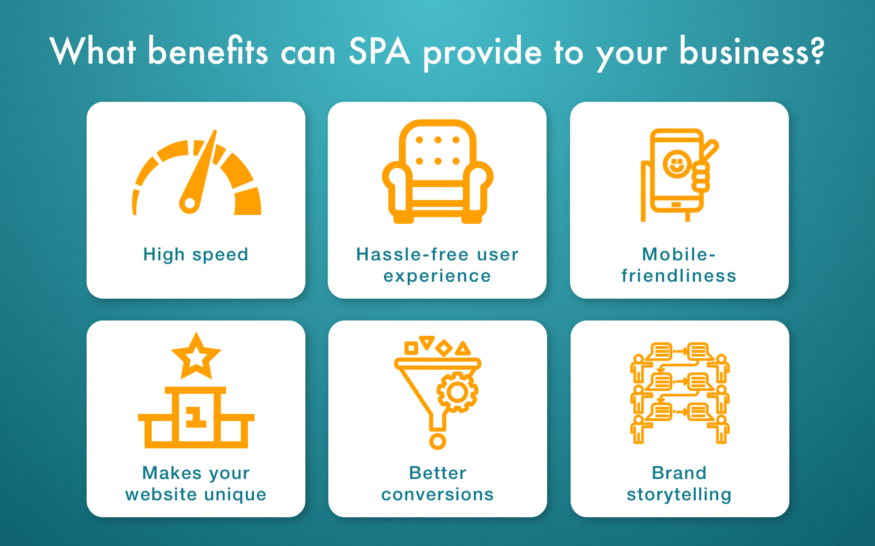 What benefits can SPA provide to your business?
High speed
Hassle-free user
experience
Mobile-
friendliness
1
Makes your
website unique
Better
conversions
Brand
storytelling